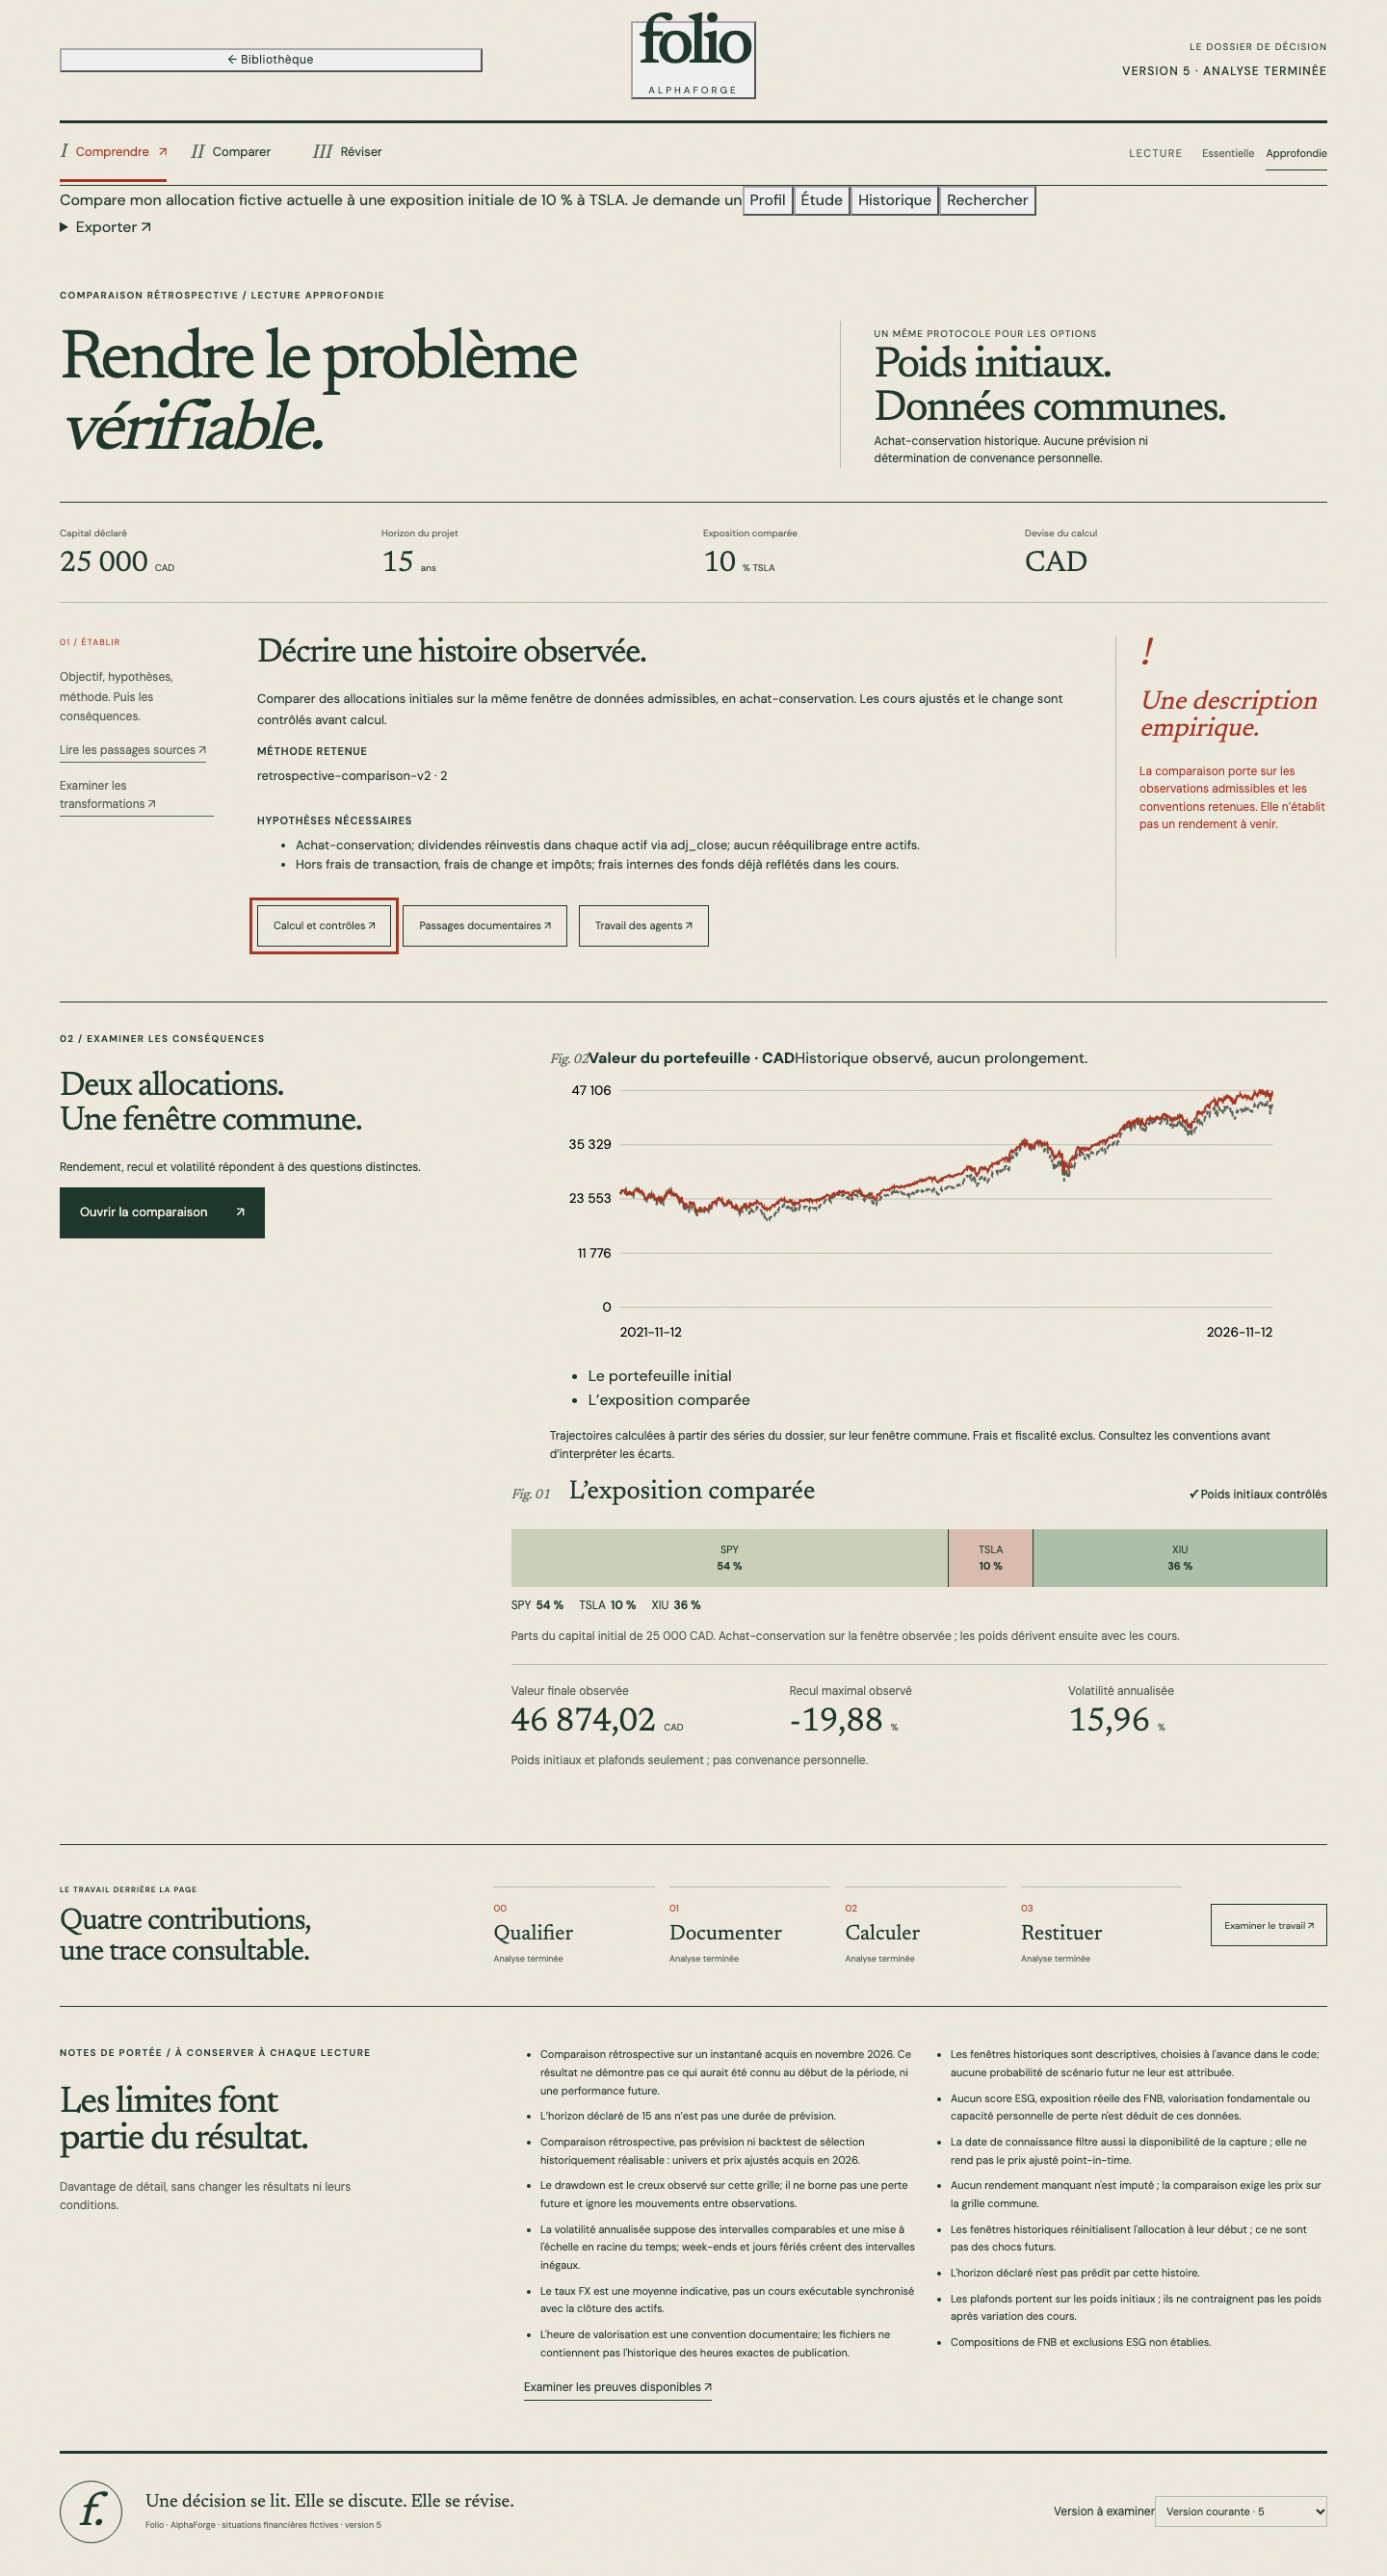 ← Bibliothèque
folio
ALPHAFORGE
LE DOSSIER DE DÉCISION
VERSION 5 · ANALYSE TERMINÉE
I Comprendre ↗ II Comparer III Réviser
LECTURE Essentielle Approfondie
Compare mon allocation fictive actuelle à une exposition initiale de 10 % à TSLA. Je demande un Profil Étude Historique Rechercher
▶ Exporter ↗
COMPARAISON RÉTROSPECTIVE / LECTURE APPROFONDIE
Rendre le problème
vérifiable.
UN MÊME PROTOCOLE POUR LES OPTIONS
Poids initiaux.
Données communes.
Achat-conservation historique. Aucune prévision ni
détermination de convenance personnelle.
Capital déclaré
25 000 CAD
Horizon du projet
15 ans
Exposition comparée
10 % TSLA
Devise du calcul
CAD
01 / ÉTABLIR
Objectif, hypothèses,
méthode. Puis les
conséquences.
Lire les passages sources ↗
Examiner les
transformations ↗
Décrire une histoire observée.
Comparer des allocations initiales sur la même fenêtre de données admissibles, en achat-conservation. Les cours ajustés et le change sont
contrôlés avant calcul.
MÉTHODE RETENUE
retrospective-comparison-v2 · 2
HYPOTHÈSES NÉCESSAIRES
• Achat-conservation; dividendes réinvestis dans chaque actif via adj_close; aucun rééquilibrage entre actifs.
• Hors frais de transaction, frais de change et impôts; frais internes des fonds déjà reflétés dans les cours.
Calcul et contrôles ↗ Passages documentaires ↗ Travail des agents ↗
!
Une description
empirique.
La comparaison porte sur les
observations admissibles et les
conventions retenues. Elle n’établit
pas un rendement à venir.
02 / EXAMINER LES CONSÉQUENCES
Deux allocations.
Une fenêtre commune.
Rendement, recul et volatilité répondent à des questions distinctes.
Ouvrir la comparaison ↗
Fig. 02Valeur du portefeuille · CADHistorique observé, aucun prolongement.
47 106
35 329
23 553
11 776
0
2021-11-12 2026-11-12
• Le portefeuille initial
• L’exposition comparée
Trajectoires calculées à partir des séries du dossier, sur leur fenêtre commune. Frais et fiscalité exclus. Consultez les conventions avant
d’interpréter les écarts.
Fig. 01 L’exposition comparée ✓Poids initiaux contrôlés
SPY
54 %
TSLA
10 %
XIU
36 %
SPY 54 % TSLA 10 % XIU 36 %
Parts du capital initial de 25 000 CAD. Achat-conservation sur la fenêtre observée ; les poids dérivent ensuite avec les cours.
Valeur finale observée
46 874,02 CAD
Recul maximal observé
-19,88 %
Volatilité annualisée
15,96 %
Poids initiaux et plafonds seulement ; pas convenance personnelle.
LE TRAVAIL DERRIÈRE LA PAGE
Quatre contributions,
une trace consultable.
00
Qualifier
Analyse terminée
01
Documenter
Analyse terminée
02
Calculer
Analyse terminée
03
Restituer
Analyse terminée
Examiner le travail ↗
NOTES DE PORTÉE / À CONSERVER À CHAQUE LECTURE
Les limites font
partie du résultat.
Davantage de détail, sans changer les résultats ni leurs
conditions.
• Comparaison rétrospective sur un instantané acquis en novembre 2026. Ce
résultat ne démontre pas ce qui aurait été connu au début de la période, ni
une performance future.
• L’horizon déclaré de 15 ans n’est pas une durée de prévision.
• Comparaison rétrospective, pas prévision ni backtest de sélection
historiquement réalisable : univers et prix ajustés acquis en 2026.
• Le drawdown est le creux observé sur cette grille; il ne borne pas une perte
future et ignore les mouvements entre observations.
• La volatilité annualisée suppose des intervalles comparables et une mise à
l'échelle en racine du temps; week-ends et jours fériés créent des intervalles
inégaux.
• Le taux FX est une moyenne indicative, pas un cours exécutable synchronisé
avec la clôture des actifs.
• L'heure de valorisation est une convention documentaire; les fichiers ne
contiennent pas l'historique des heures exactes de publication.
• Les fenêtres historiques sont descriptives, choisies à l'avance dans le code;
aucune probabilité de scénario futur ne leur est attribuée.
• Aucun score ESG, exposition réelle des FNB, valorisation fondamentale ou
capacité personnelle de perte n'est déduit de ces données.
• La date de connaissance filtre aussi la disponibilité de la capture ; elle ne
rend pas le prix ajusté point-in-time.
• Aucun rendement manquant n'est imputé ; la comparaison exige les prix sur
la grille commune.
• Les fenêtres historiques réinitialisent l'allocation à leur début ; ce ne sont
pas des chocs futurs.
• L'horizon déclaré n'est pas prédit par cette histoire.
• Les plafonds portent sur les poids initiaux ; ils ne contraignent pas les poids
après variation des cours.
• Compositions de FNB et exclusions ESG non établies.
Examiner les preuves disponibles ↗
f.
Une décision se lit. Elle se discute. Elle se révise.
Folio · AlphaForge · situations financières fictives · version 5
Version à examiner Version courante · 5